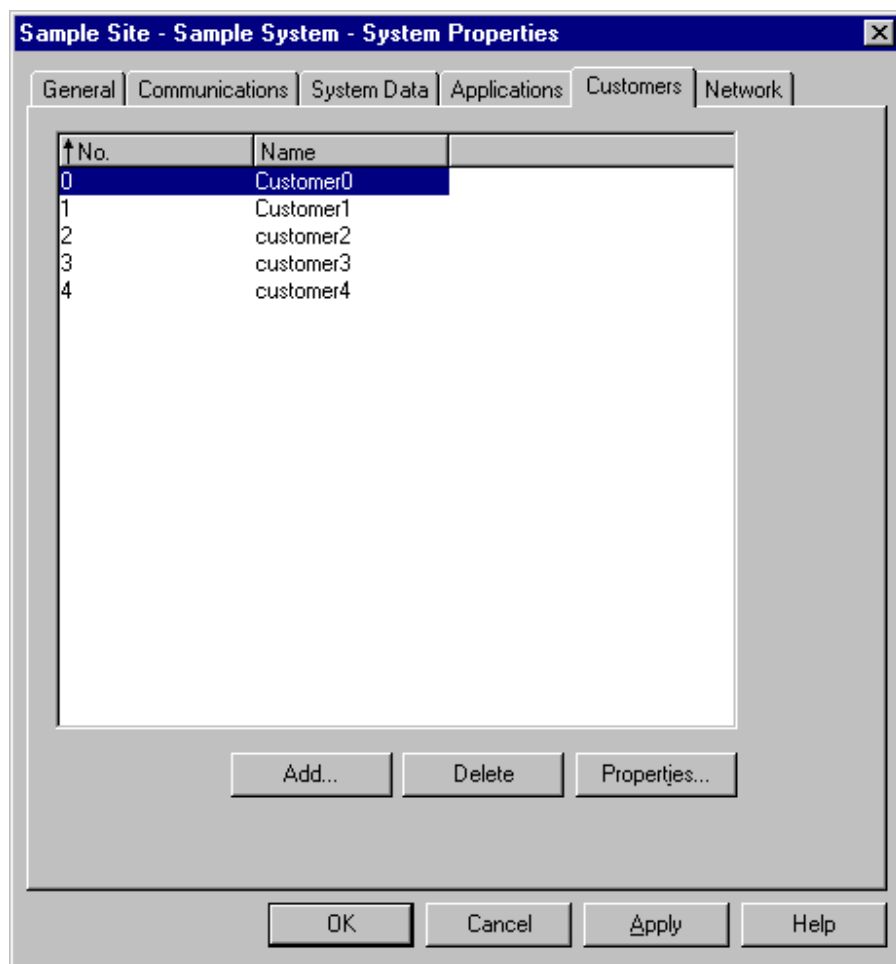 Sample Site - Sample System - System Properties
General Communications System Data Applications Customers Network
No. Name
0 Customer0
1 Customer1
2 customer2
3 customer3
4 customer4
Add... Delete Properties...
OK Cancel Apply Help